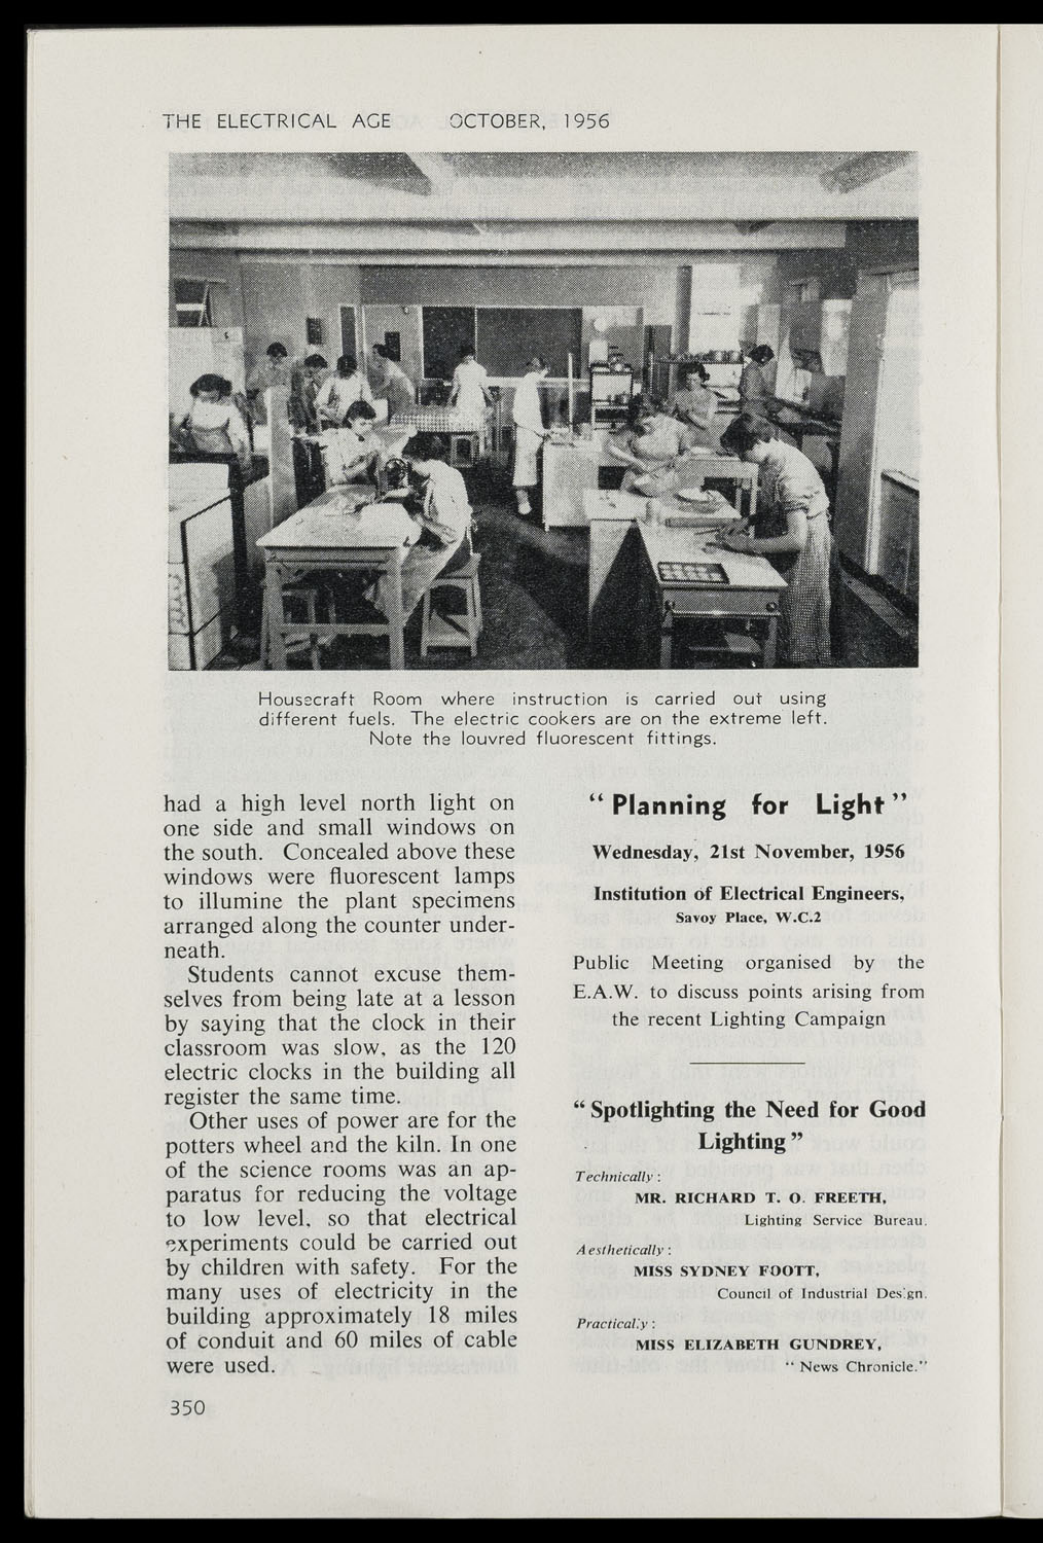 THE ELECTRICAL AGE OCTOBER, 1956
Housecraft Room where instruction is carried out using
different fuels. The electric cookers are on the extreme left.
Note the louvred fluorescent fittings.
had a high level north light on
one side and small windows on
the south. Concealed above these
windows were fluorescent lamps
to illumine the plant specimens
arranged along the counter under-
neath.
Students cannot excuse them-
selves from being late at a lesson
by saying that the clock in their
classroom was slow, as the 120
electric clocks in the building all
register the same time.
Other uses of power are for the
potters wheel and the kiln. In one
of the science rooms was an ap-
paratus for reducing the voltage
to low level, so that electrical
experiments could be carried out
by children with safety. For the
many uses of electricity in the
building approximately 18 miles
of conduit and 60 miles of cable
were used.
350
“Planning for Light”
Wednesday, 21st November, 1956
Institution of Electrical Engineers,
Savoy Place, W.C.2
Public Meeting organised by the
E.A.W. to discuss points arising from
the recent Lighting Campaign
“Spotlighting the Need for Good
Lighting”
Technically :
MR. RICHARD T. O. FREETH,
Lighting Service Bureau.
Aesthetically :
MISS SYDNEY FOOTT,
Council of Industrial Design.
Practically :
MISS ELIZABETH GUNDREY,
“News Chronicle.”